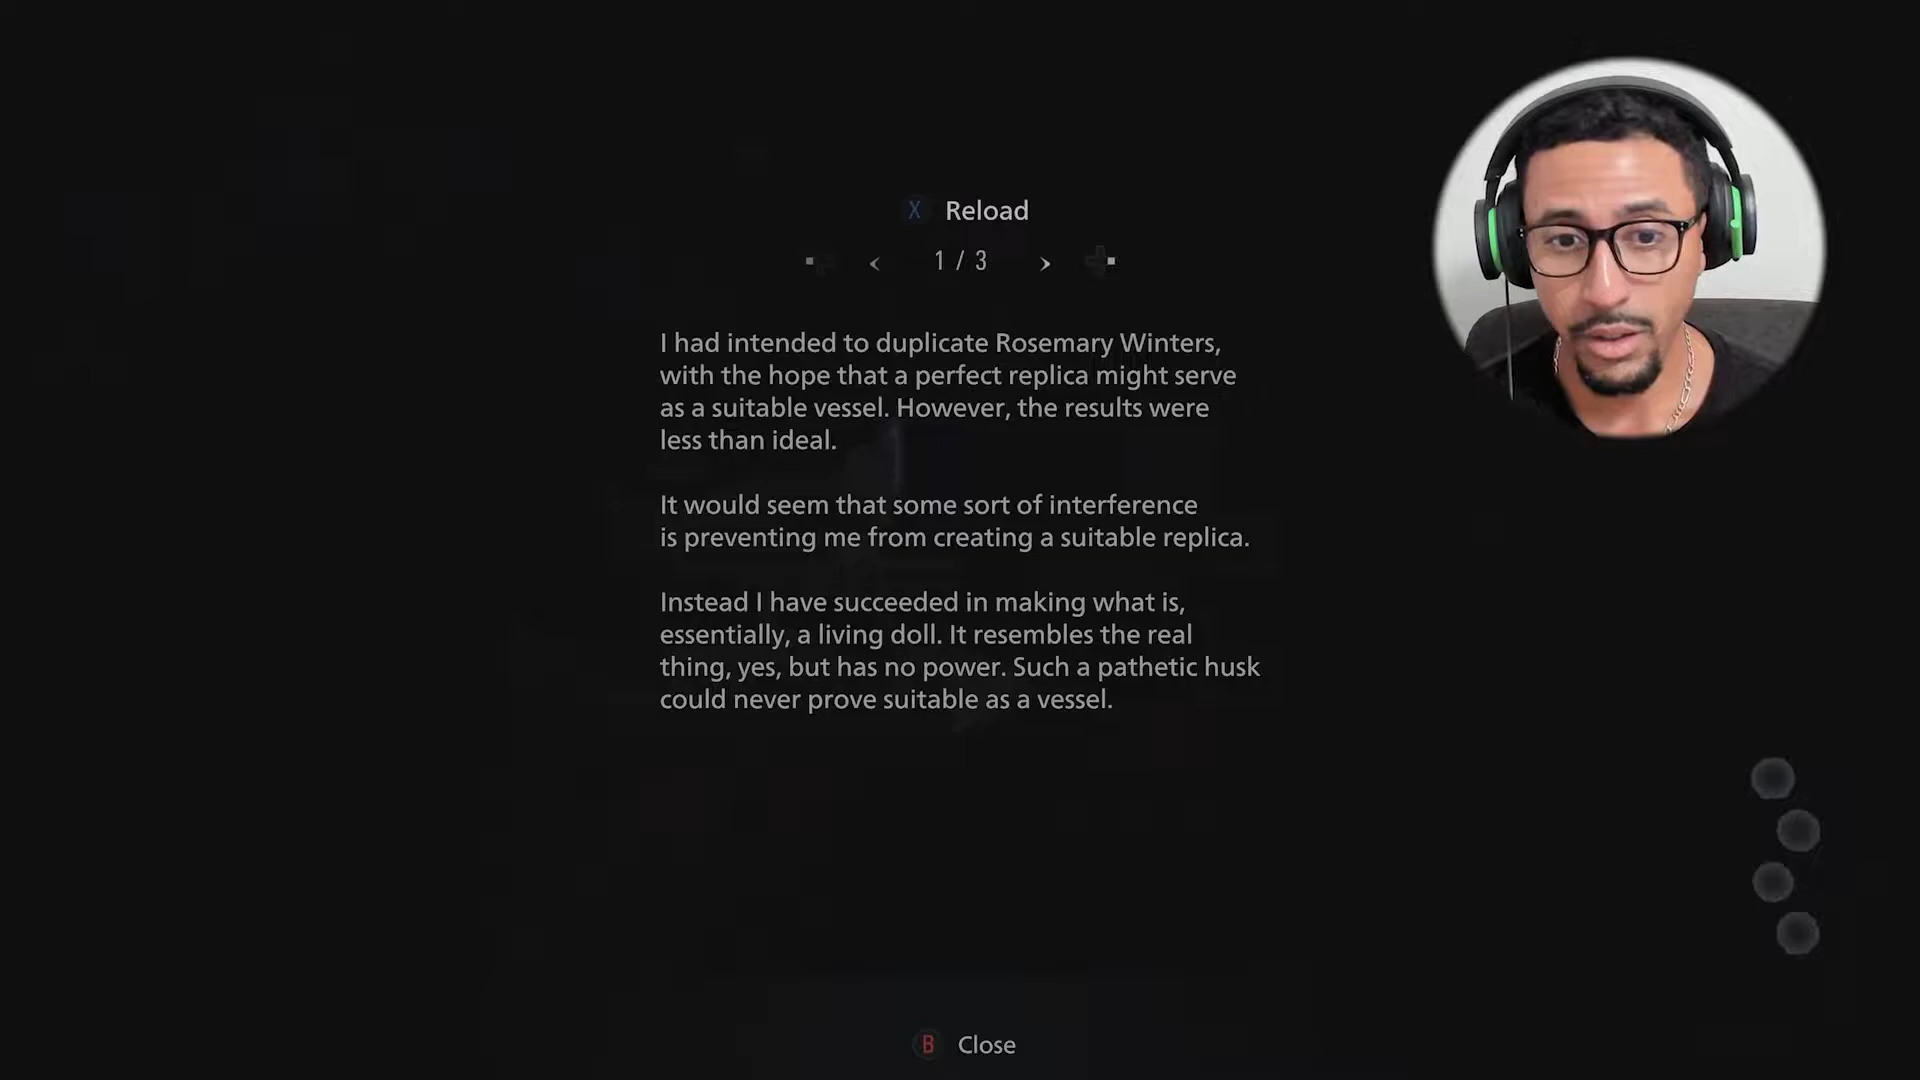 X Reload
< 1 / 3 >
I had intended to duplicate Rosemary Winters,
with the hope that a perfect replica might serve
as a suitable vessel. However, the results were
less than ideal.
It would seem that some sort of interference
is preventing me from creating a suitable replica.
Instead I have succeeded in making what is,
essentially, a living doll. It resembles the real
thing, yes, but has no power. Such a pathetic husk
could never prove suitable as a vessel.
B Close